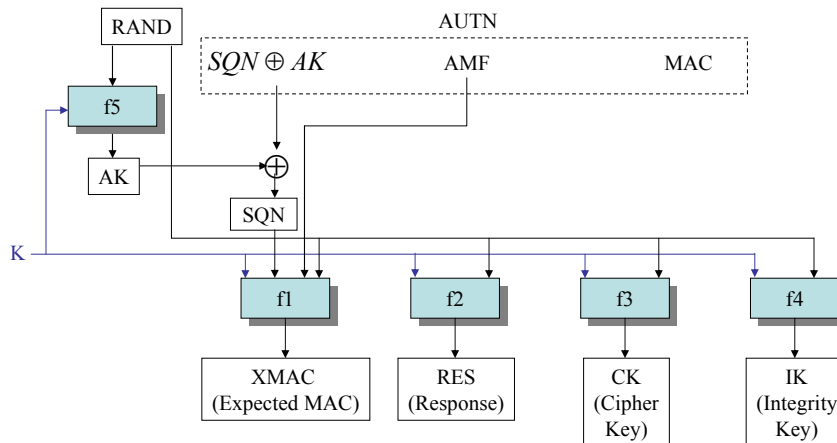 AUTN
RAND
SQN ⊕ AK
AMF
MAC
f5
AK
SQN
K
f1
f2
f3
f4
XMAC
(Expected MAC)
RES
(Response)
CK
(Cipher
Key)
IK
(Integrity
Key)